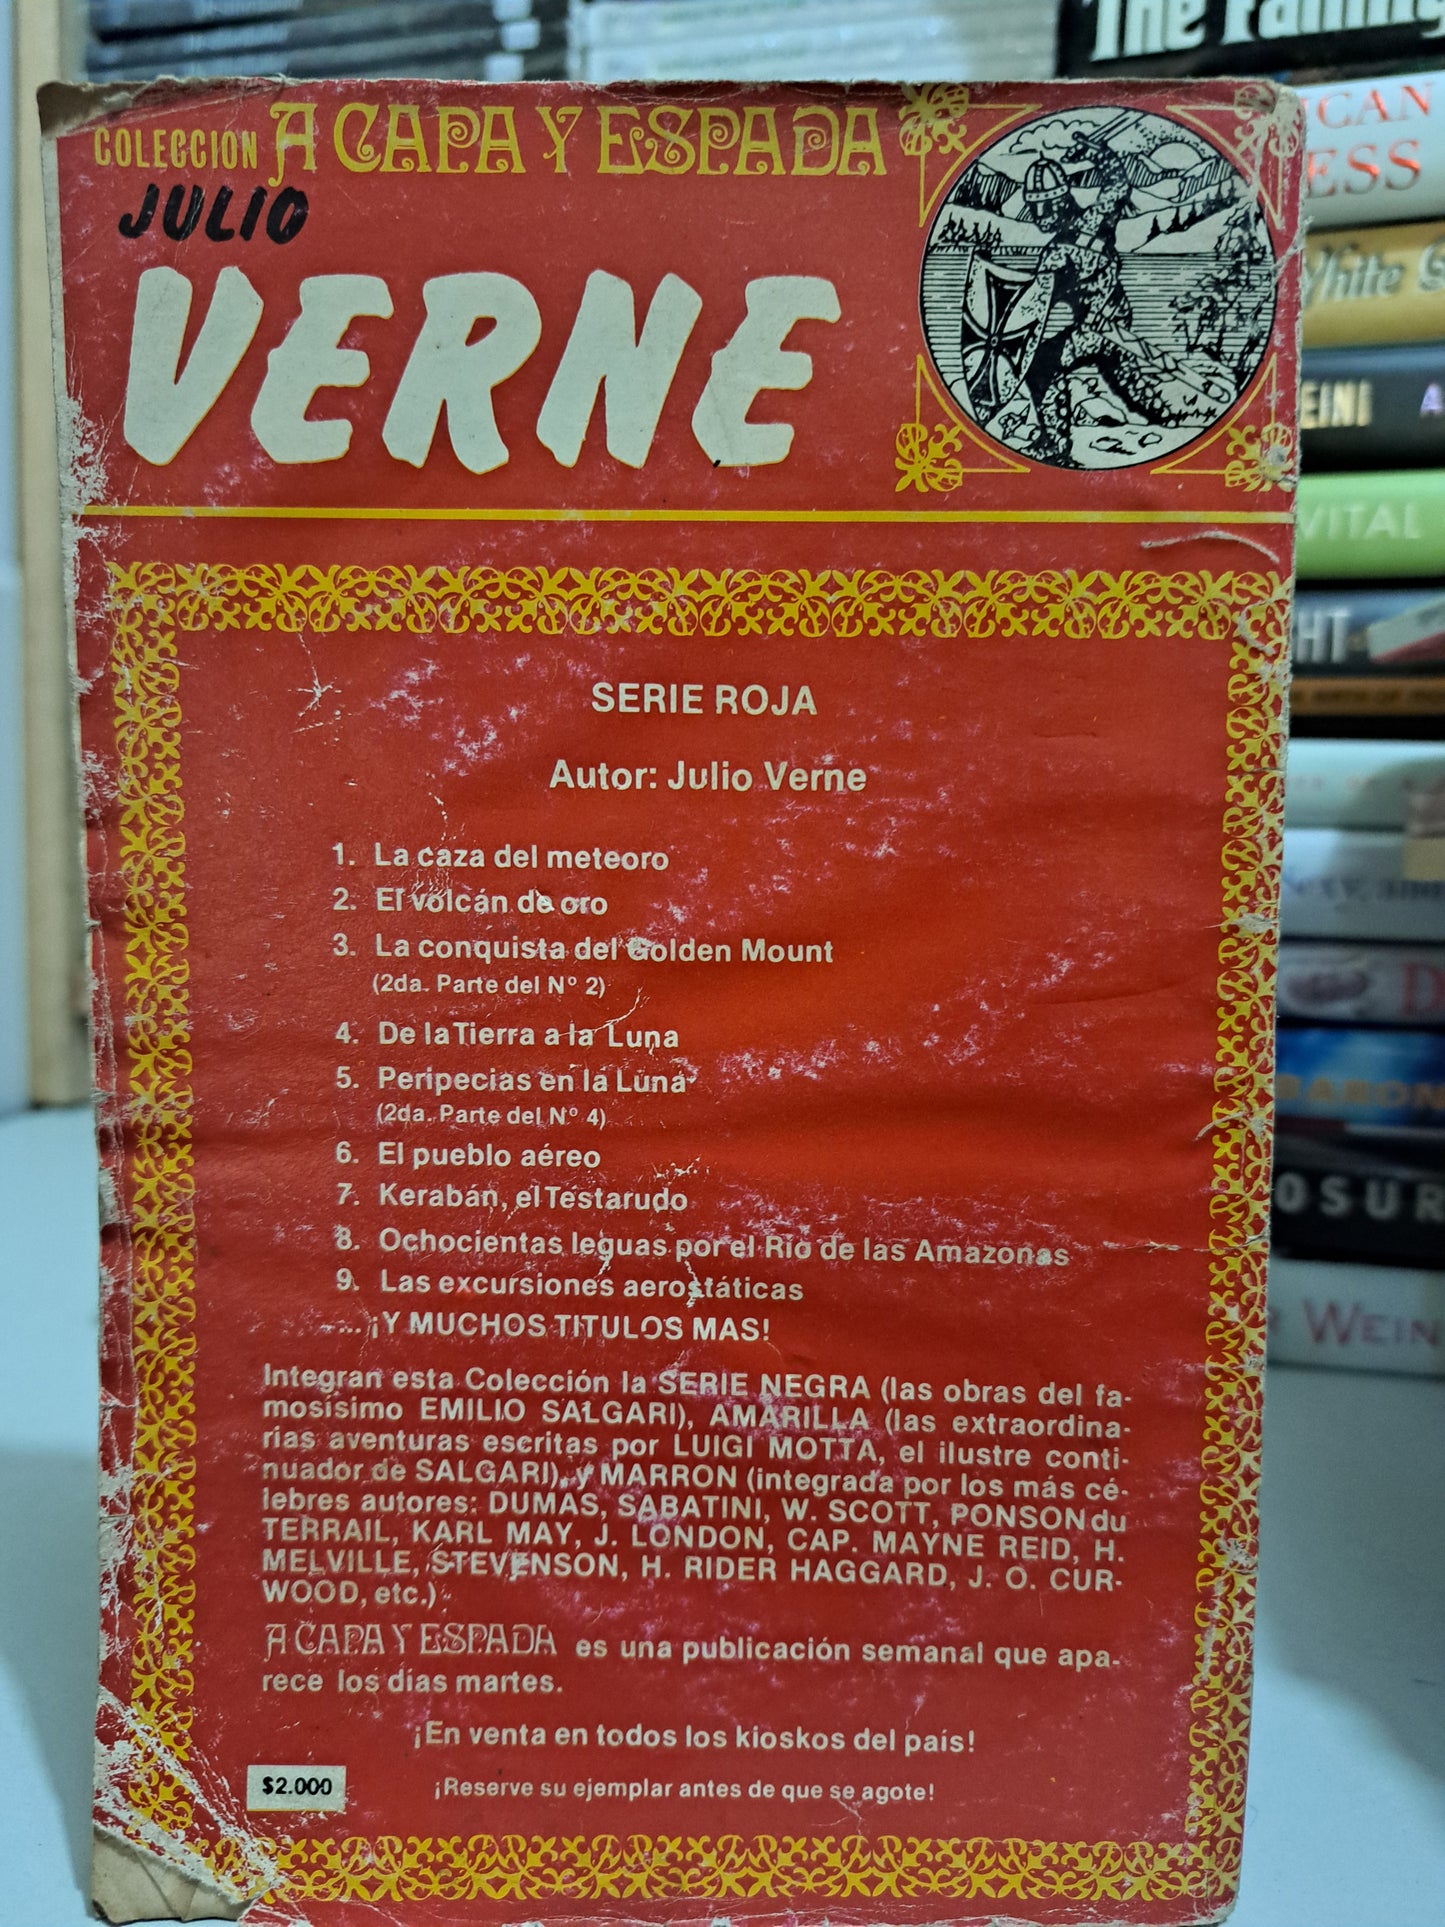 COLECCION A CAPA Y ESPADA
JULIO
VERNE
SERIE ROJA
Autor: Julio Verne
1. La caza del meteoro
2. El volcán de oro
3. La conquista del Golden Mount
(2da. Parte del Nº 2)
4. De la Tierra a la Luna
5. Peripecias en la Luna
(2da. Parte del Nº 4)
6. El pueblo aéreo
7. Kerabán, el Testarudo
8. Ochocientas leguas por el Río de las Amazonas
9. Las excursiones aerostáticas
... ¡Y MUCHOS TITULOS MAS!
Integran esta Colección la SERIE NEGRA (las obras del fa-
mosísimo EMILIO SALGARI), AMARILLA (las extraordina-
rias aventuras escritas por LUIGI MOTTA, el ilustre conti-
nuador de SALGARI), y MARRON (integrada por los más cé-
lebres autores: DUMAS, SABATINI, W. SCOTT, PONSON du
TERRAIL, KARL MAY, J. LONDON, CAP. MAYNE REID, H.
MELVILLE, STEVENSON, H. RIDER HAGGARD, J. O. CUR-
WOOD, etc.)
A CAPA Y ESPADA es una publicación semanal que apa-
rece los días martes.
¡En venta en todos los kioskos del país!
$2.000
¡Reserve su ejemplar antes de que se agote!
The Family
ICAN
ESS
White
EINI A
VITAL
HT
BARON
OSUR
WEIN